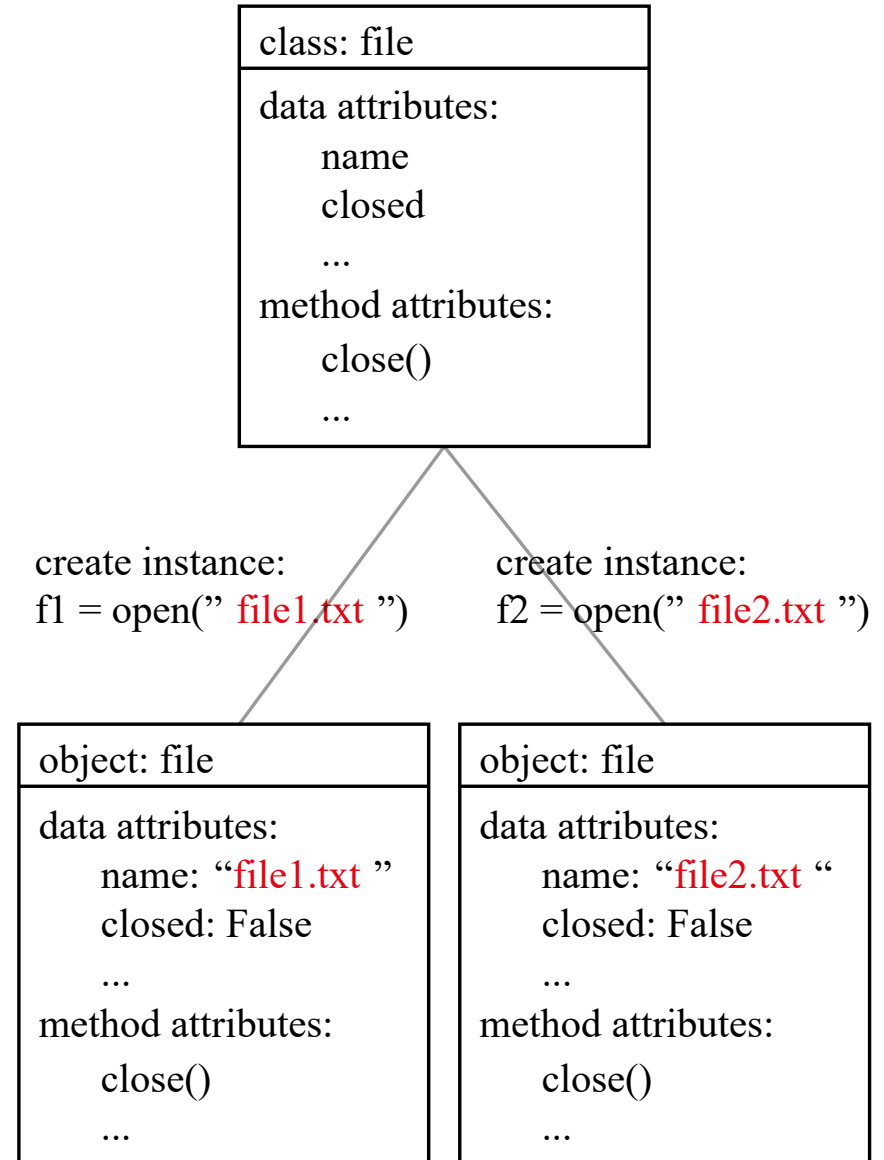 class: file
data attributes:
name
closed
...
method attributes:
close()
...
create instance:
f1 = open(” file1.txt ”)
create instance:
f2 = open(” file2.txt ”)
object: file
data attributes:
name: “file1.txt ”
closed: False
...
method attributes:
close()
...
object: file
data attributes:
name: “file2.txt “
closed: False
...
method attributes:
close()
...